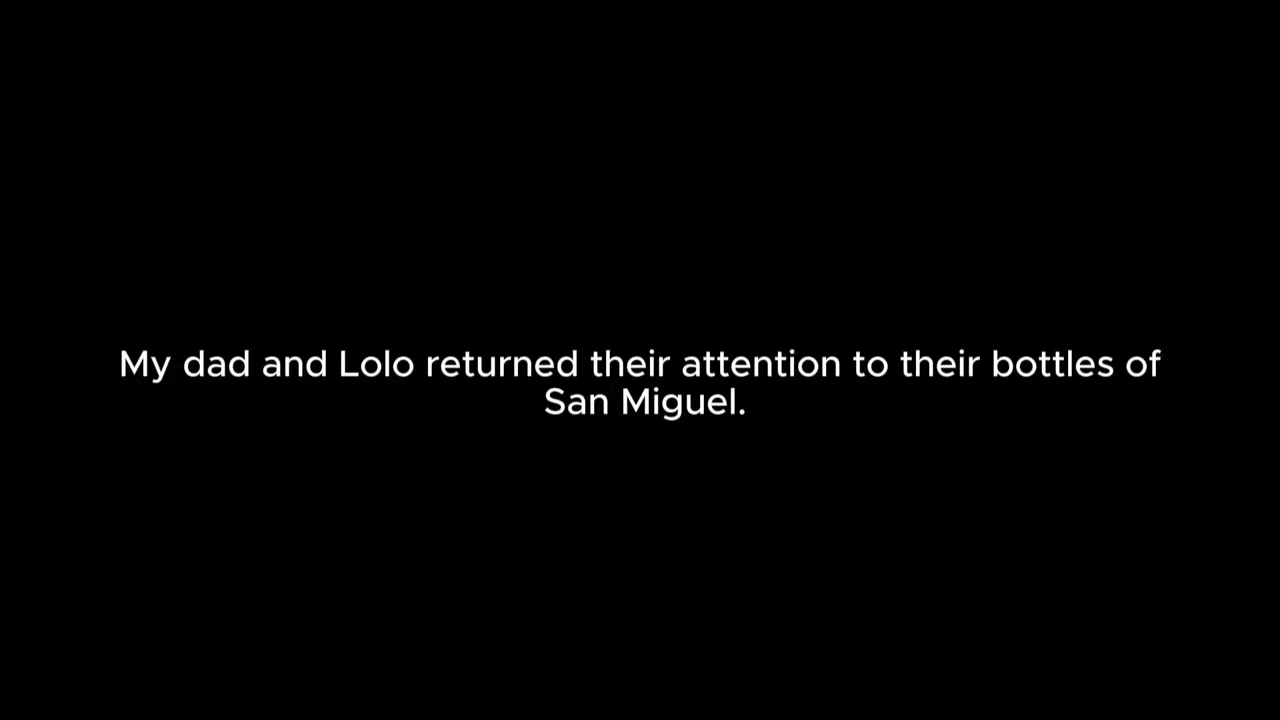 My dad and Lolo returned their attention to their bottles of
San Miguel.